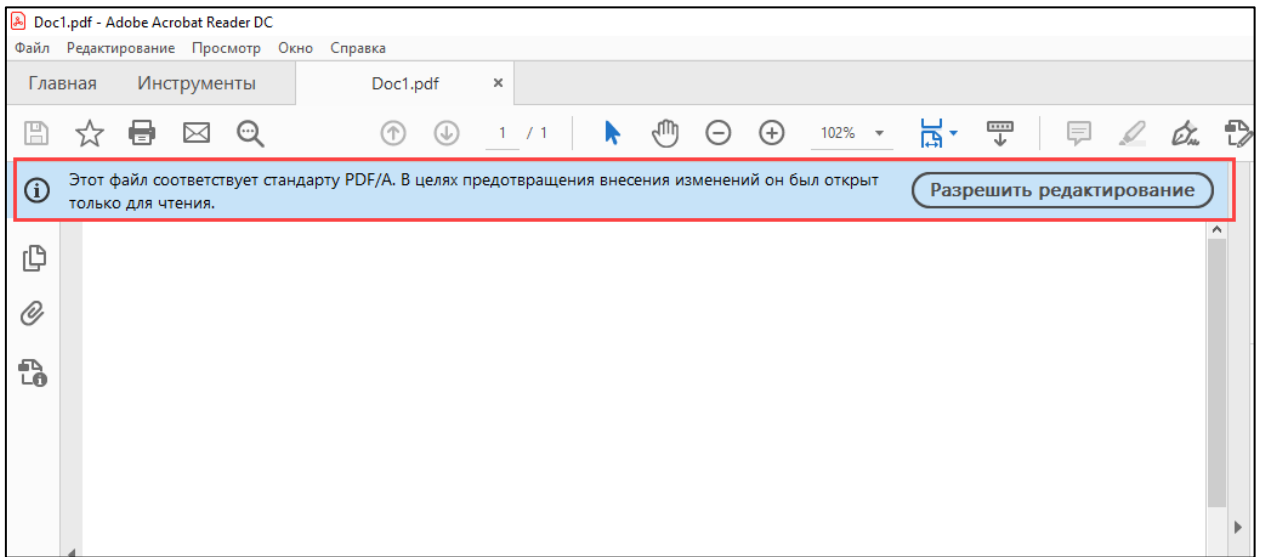 Doc1.pdf - Adobe Acrobat Reader DC
Файл Редактирование Просмотр Окно Справка
Главная Инструменты Doc1.pdf ×
1 / 1 102%
Этот файл соответствует стандарту PDF/A. В целях предотвращения внесения изменений он был открыт
только для чтения.
Разрешить редактирование